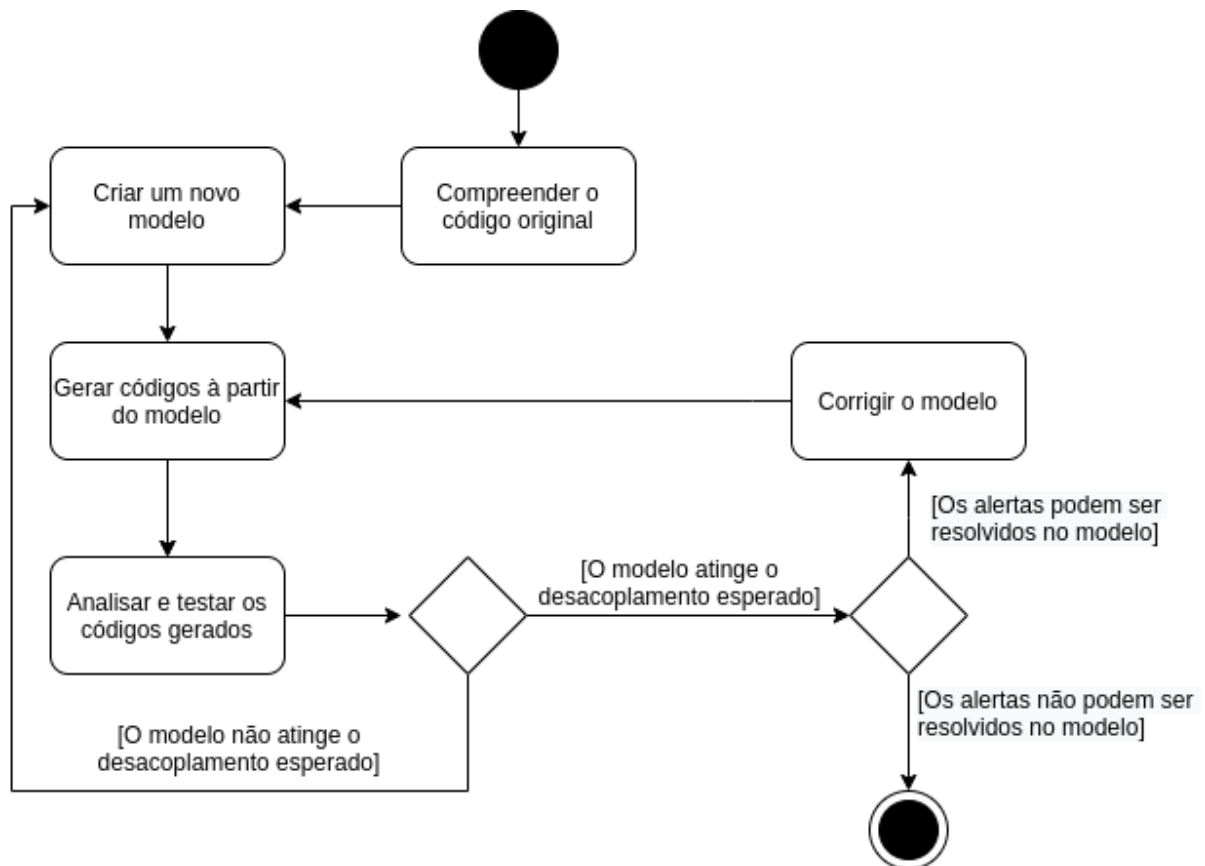 Criar um novo
modelo
Compreender o
código original
Gerar códigos à partir
do modelo
Corrigir o modelo
[Os alertas podem ser
resolvidos no modelo]
Analisar e testar os
códigos gerados
[O modelo atinge o
desacoplamento esperado]
[O modelo não atinge o
desacoplamento esperado]
[Os alertas não podem ser
resolvidos no modelo]